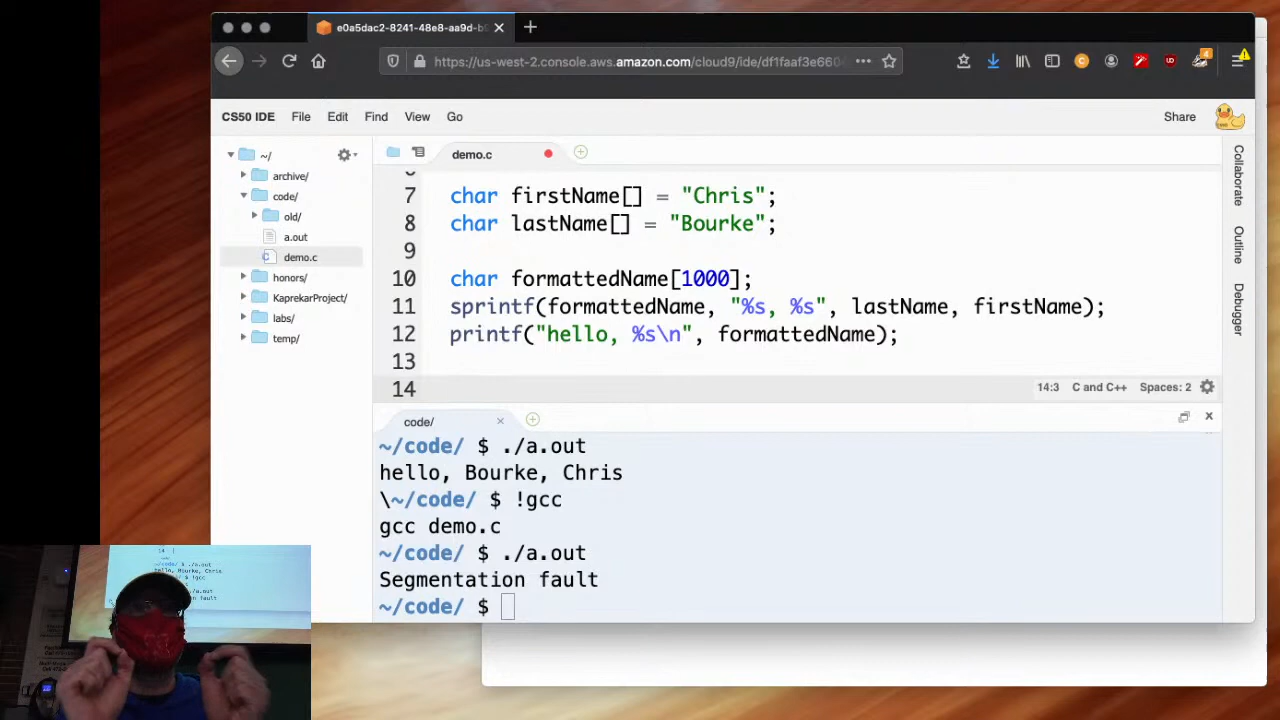 e0a5dac2-8241-48e8-aa9d-b
https://us-west-2.console.aws.amazon.com/cloud9/ide/df1faaf3e660
4
CS50 IDE File Edit Find View Go Share
~/
archive/
code/
old/
a.out
demo.c
honors/
KaprekarProject/
labs/
temp/
demo.c
7 char firstName[] = "Chris";
8 char lastName[] = "Bourke";
9
10 char formattedName[1000];
11 sprintf(formattedName, "%s, %s", lastName, firstName);
12 printf("hello, %s\n", formattedName);
13
14
14:3 C and C++ Spaces: 2
Collaborate
Outline
Debugger
code/
~/code/ $ ./a.out
hello, Bourke, Chris
\~/code/ $ !gcc
gcc demo.c
~/code/ $ ./a.out
Segmentation fault
~/code/ $